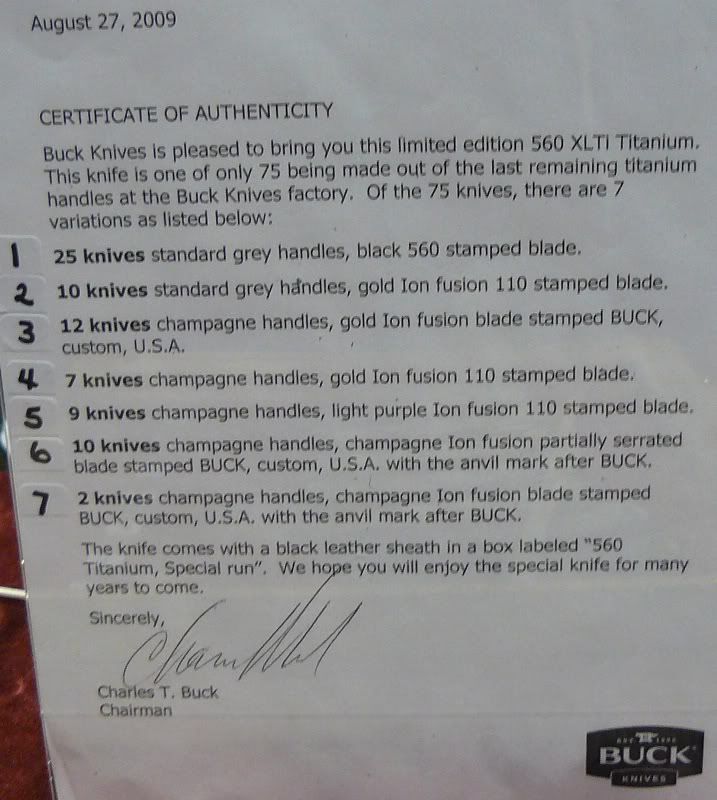 August 27, 2009
CERTIFICATE OF AUTHENTICITY
Buck Knives is pleased to bring you this limited edition 560 XLTI Titanium.
This knife is one of only 75 being made out of the last remaining titanium
handles at the Buck Knives factory. Of the 75 knives, there are 7
variations as listed below:
1 25 knives standard grey handles, black 560 stamped blade.
2 10 knives standard grey handles, gold Ion fusion 110 stamped blade.
3 12 knives champagne handles, gold Ion fusion blade stamped BUCK,
custom, U.S.A.
4 7 knives champagne handles, gold Ion fusion 110 stamped blade.
5 9 knives champagne handles, light purple Ion fusion 110 stamped blade.
6 10 knives champagne handles, champagne Ion fusion partially serrated
blade stamped BUCK, custom, U.S.A. with the anvil mark after BUCK.
7 2 knives champagne handles, champagne Ion fusion blade stamped
BUCK, custom, U.S.A. with the anvil mark after BUCK.
The knife comes with a black leather sheath in a box labeled "560
Titanium, Special run". We hope you will enjoy the special knife for many
years to come.
Sincerely,
Charles T. Buck
Chairman
BUCK
KNIVES